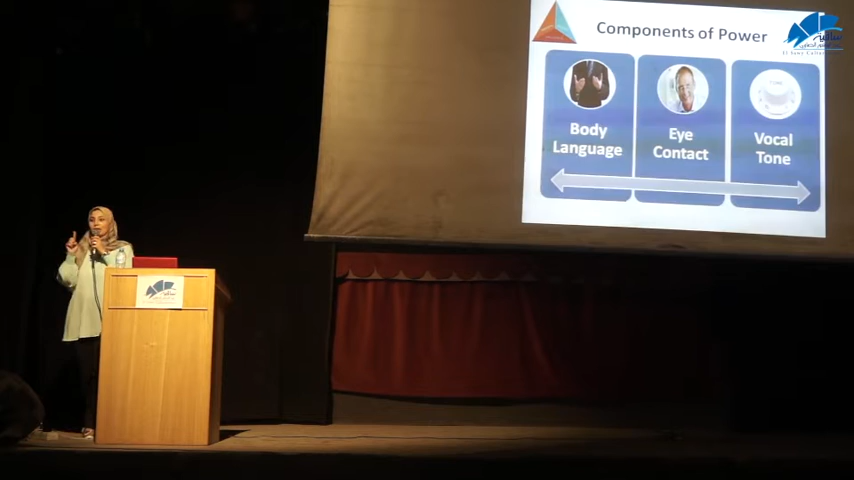 Components of Power
Body
Language
Eye
Contact
Vocal
Tone